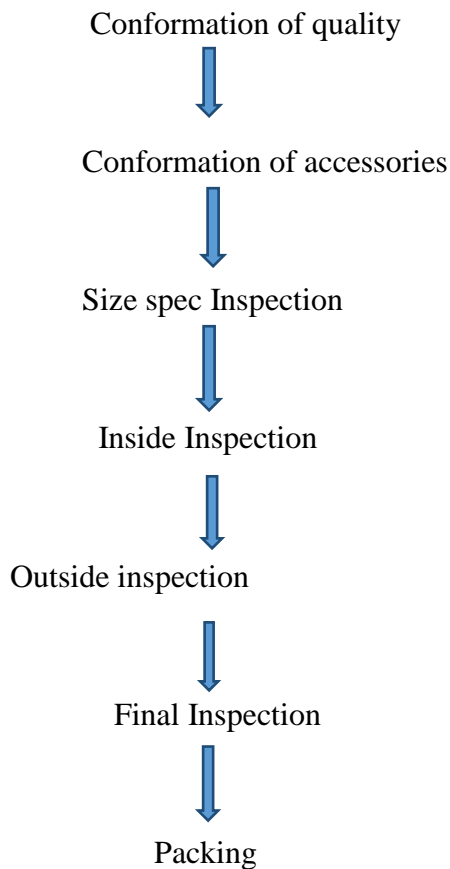 Conformation of quality
Conformation of accessories
Size spec Inspection
Inside Inspection
Outside inspection
Final Inspection
Packing